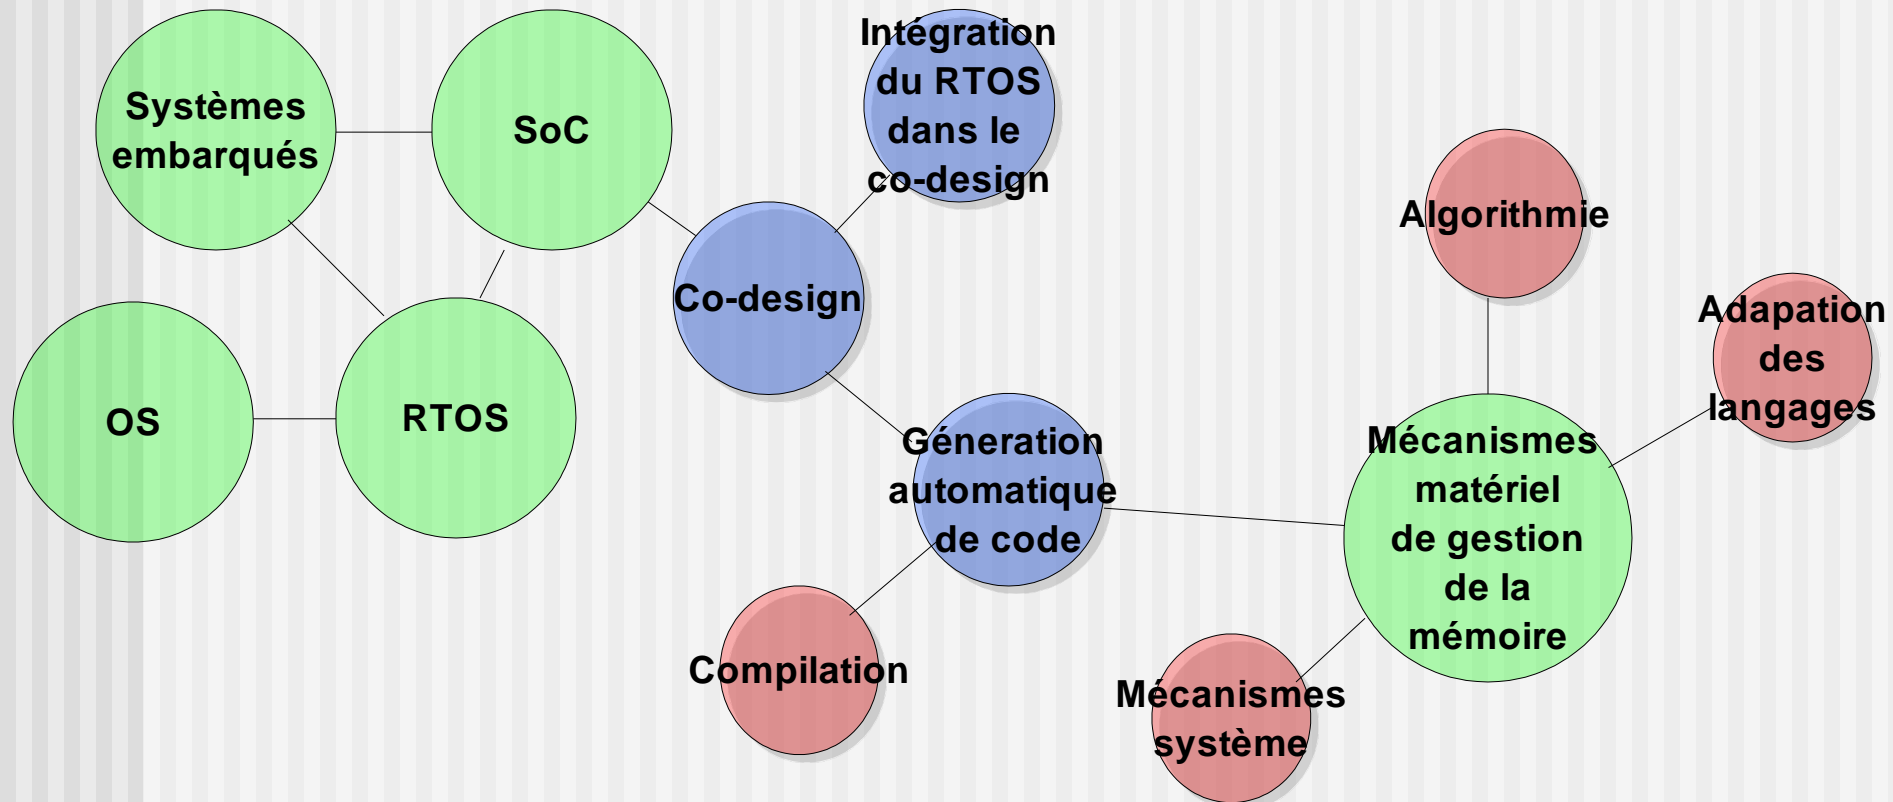 Systèmes
embarqués
SoC
Intégration
du RTOS
dans le
co-design
OS
RTOS
Co-design
Géneration
automatique
de code
Compilation
Algorithmie
Adapation
des
langages
Mécanismes
matériel
de gestion
de la
mémoire
Mécanismes
système